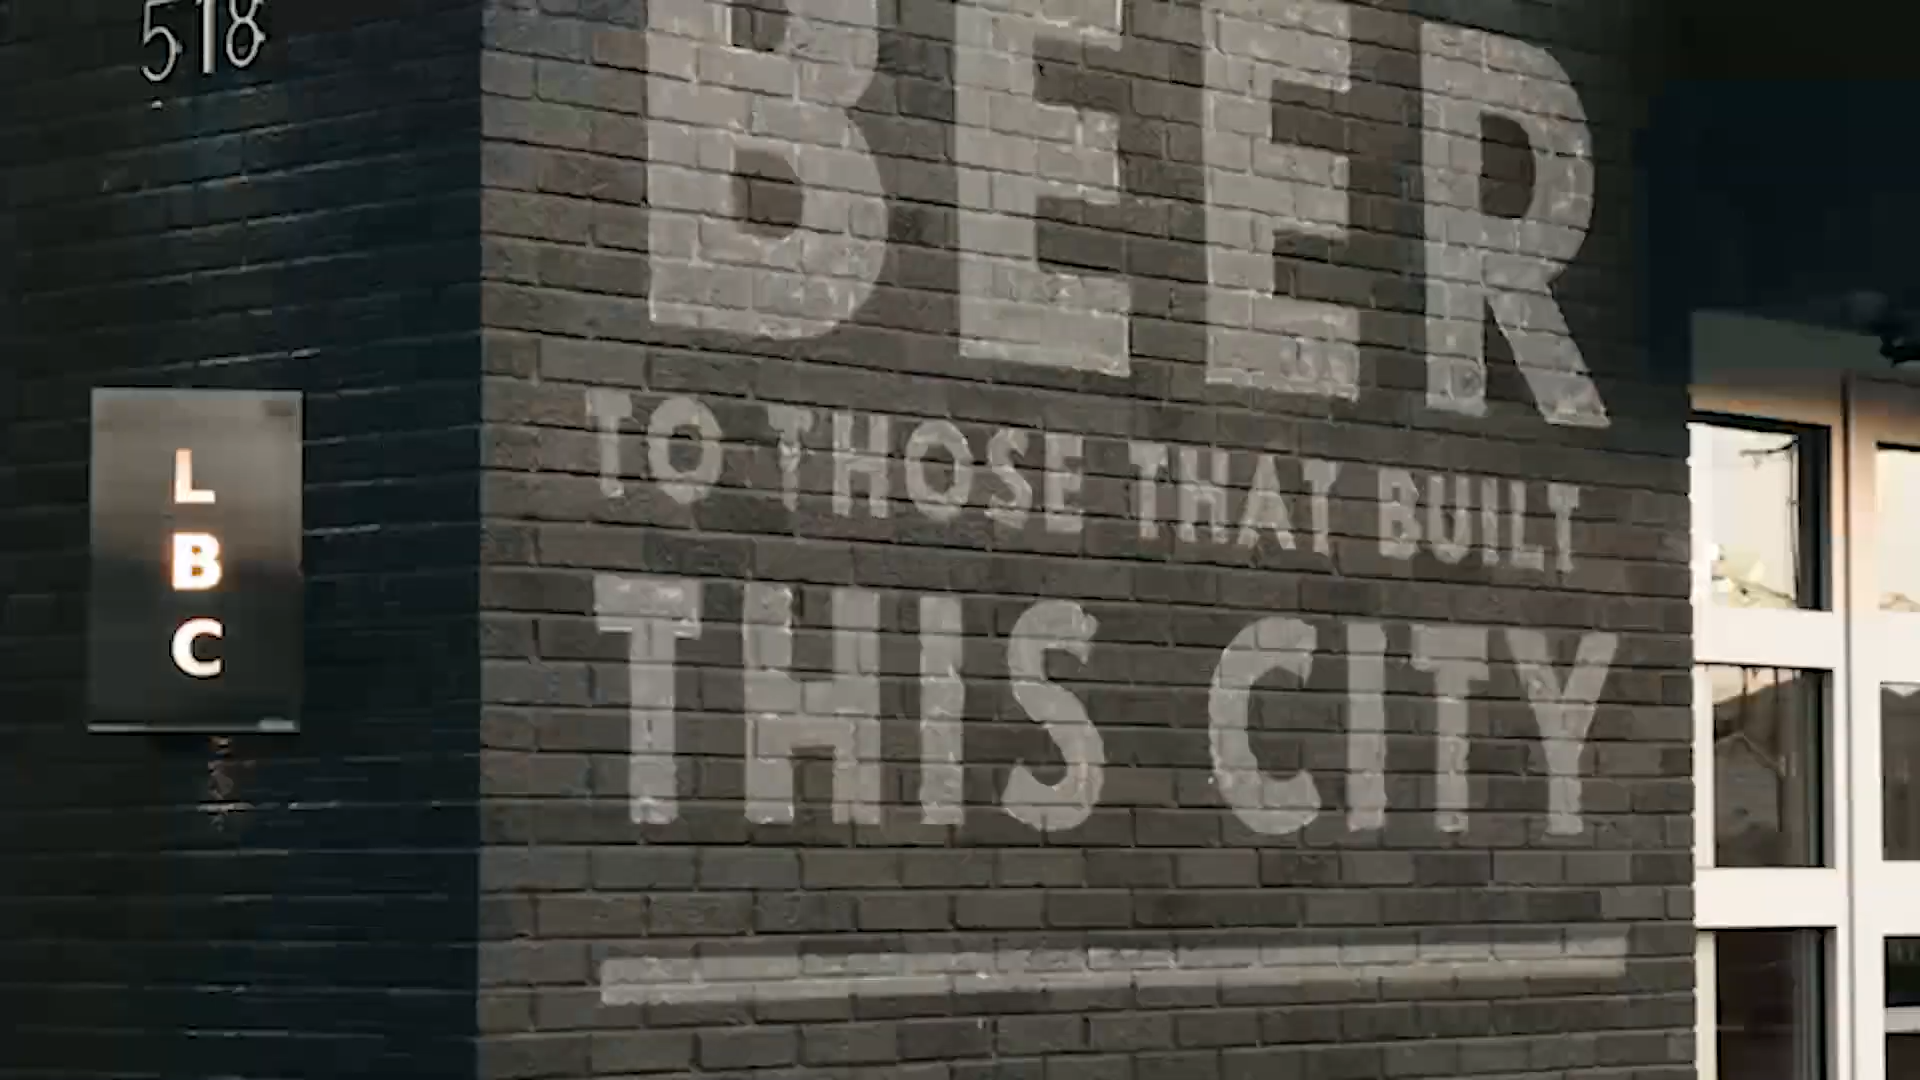 518
L
B
C
BEER
TO THOSE THAT BUILT
THIS CITY